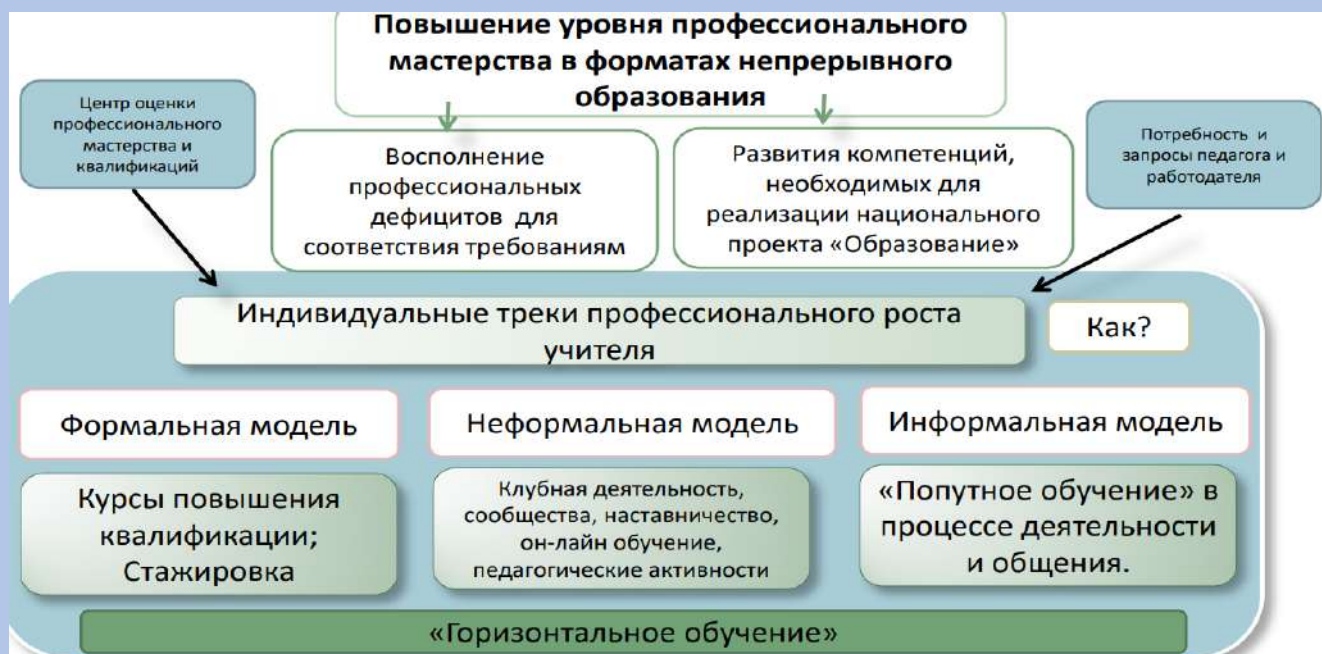 Повышение уровня профессионального
мастерства в форматах непрерывного
образования
Центр оценки
профессионального
мастерства и
квалификаций
Восполнение
профессиональных
дефицитов для
соответствия требованиям
Развития компетенций,
необходимых для
реализации национального
проекта «Образование»
Потребность и
запросы педагога и
работодателя
Индивидуальные треки профессионального роста
учителя
Как?
Формальная модель
Неформальная модель
Информальная модель
Курсы повышения
квалификации;
Стажировка
Клубная деятельность,
сообщества, наставничество,
он-лайн обучение,
педагогические активности
«Попутное обучение» в
процессе деятельности
и общения.
«Горизонтальное обучение»